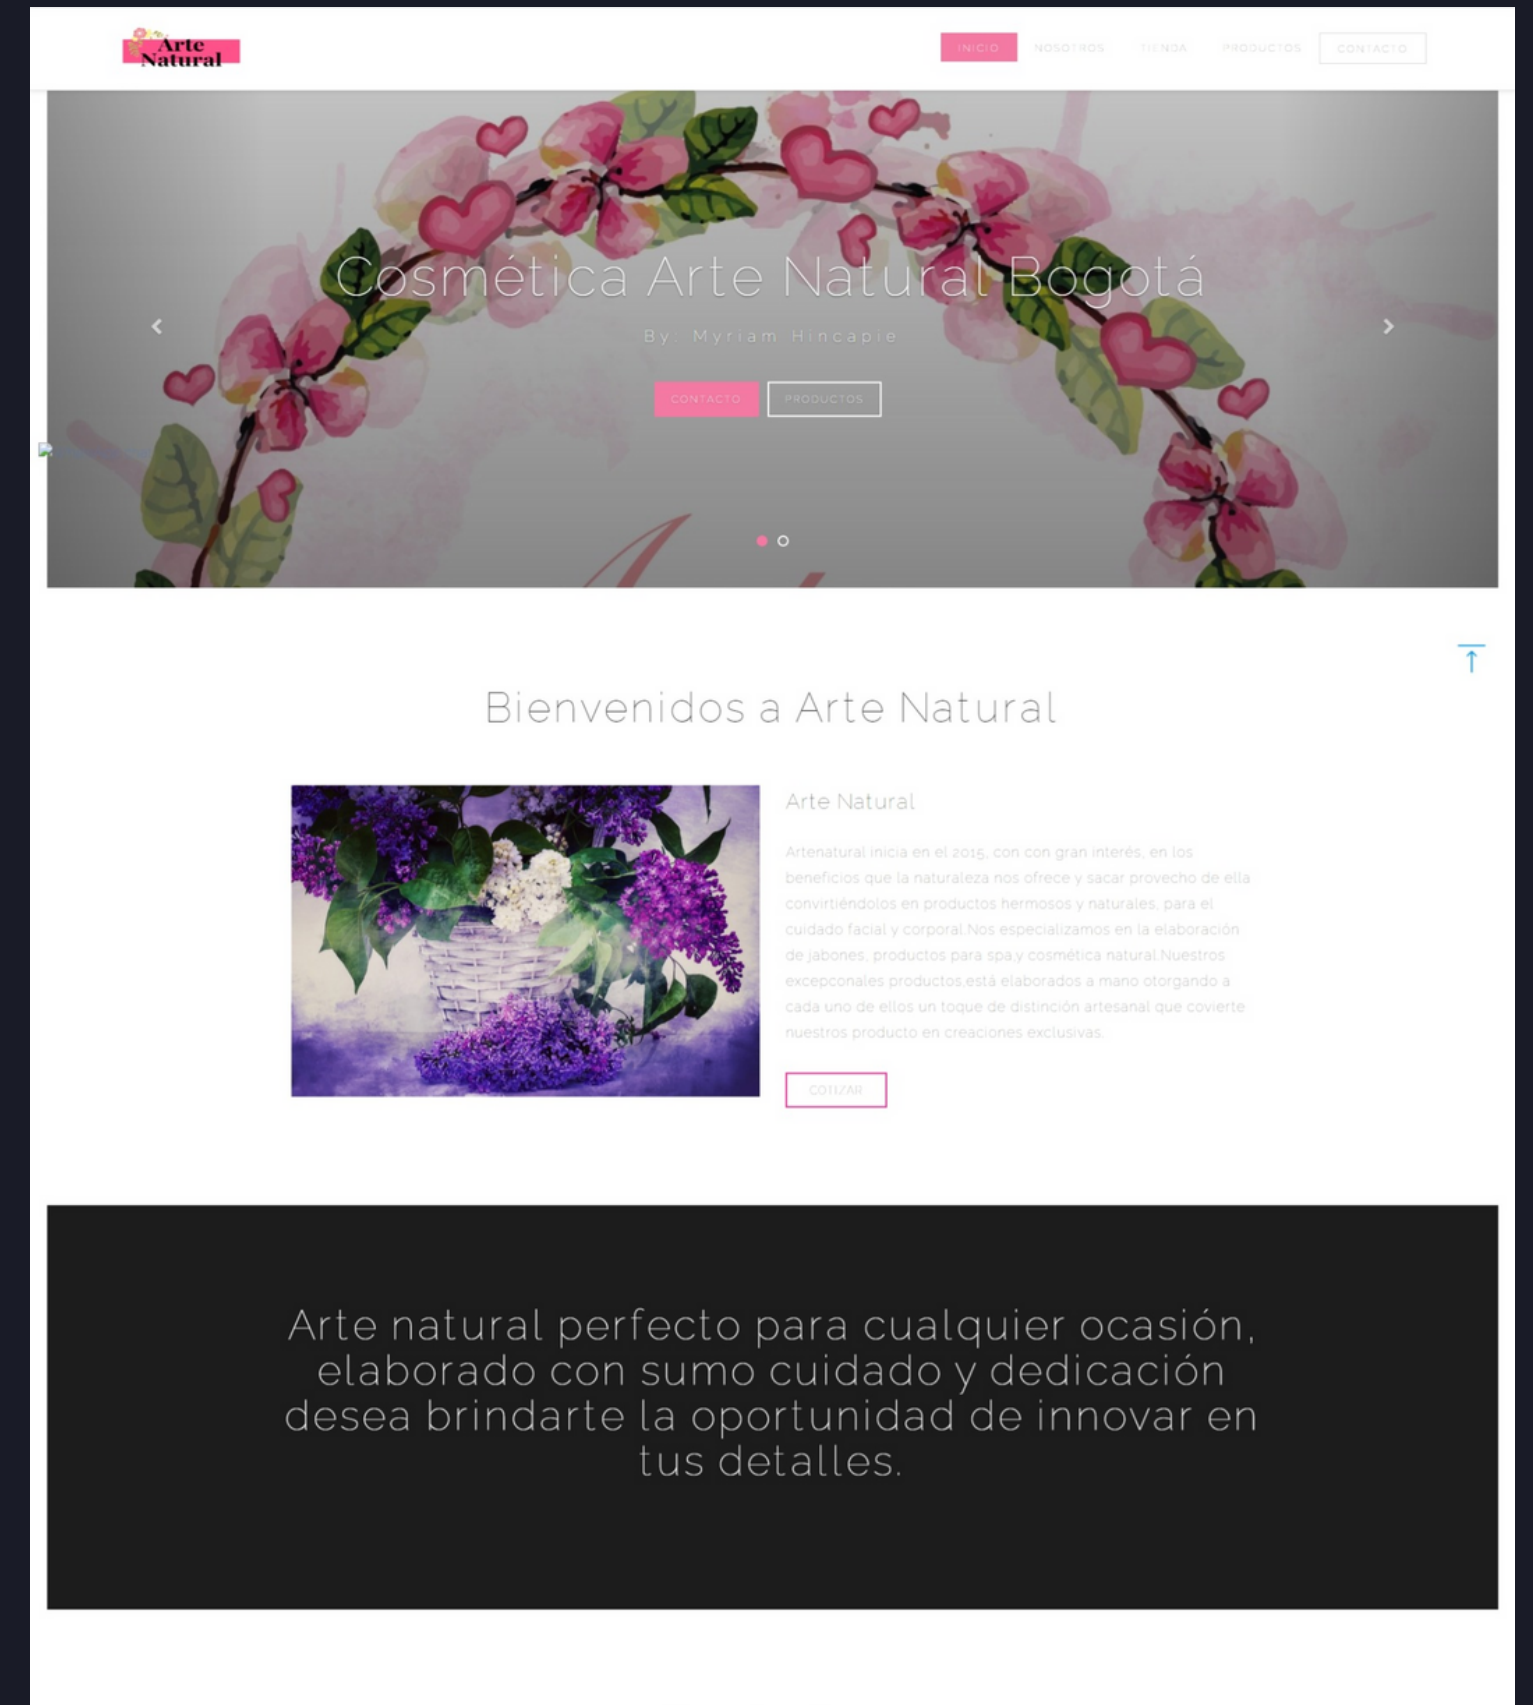 Arte
Natural
INICIO NOSOTROS TIENDA PRODUCTOS CONTACTO
Cosmética Arte Natural Bogotá
By: Myriam Hincapie
CONTACTO PRODUCTOS
Bienvenidos a Arte Natural
Arte Natural
Artenatural inicia en el 2015, con con gran interés, en los
beneficios que la naturaleza nos ofrece y sacar provecho de ella
convirtiéndolos en productos hermosos y naturales, para el
cuidado facial y corporal.Nos especializamos en la elaboración
de jabones, productos para spa,y cosmética natural.Nuestros
excepconales productos,está elaborados a mano otorgando a
cada uno de ellos un toque de distinción artesanal que covierte
nuestros producto en creaciones exclusivas.
COTIZAR
Arte natural perfecto para cualquier ocasión,
elaborado con sumo cuidado y dedicación
desea brindarte la oportunidad de innovar en
tus detalles.